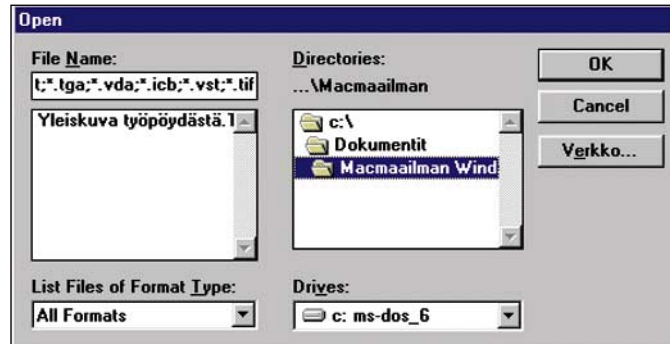 Open
File Name:
t;*.tga;*.vda;*.icb;*.vst;*.tif
Yleiskuva työpöydästä.T
List Files of Format Type:
All Formats
Directories:
...\Macmaailman
c:\
Dokumentit
Macmaailman Wind
Drives:
c: ms-dos_6
OK
Cancel
Verkko...